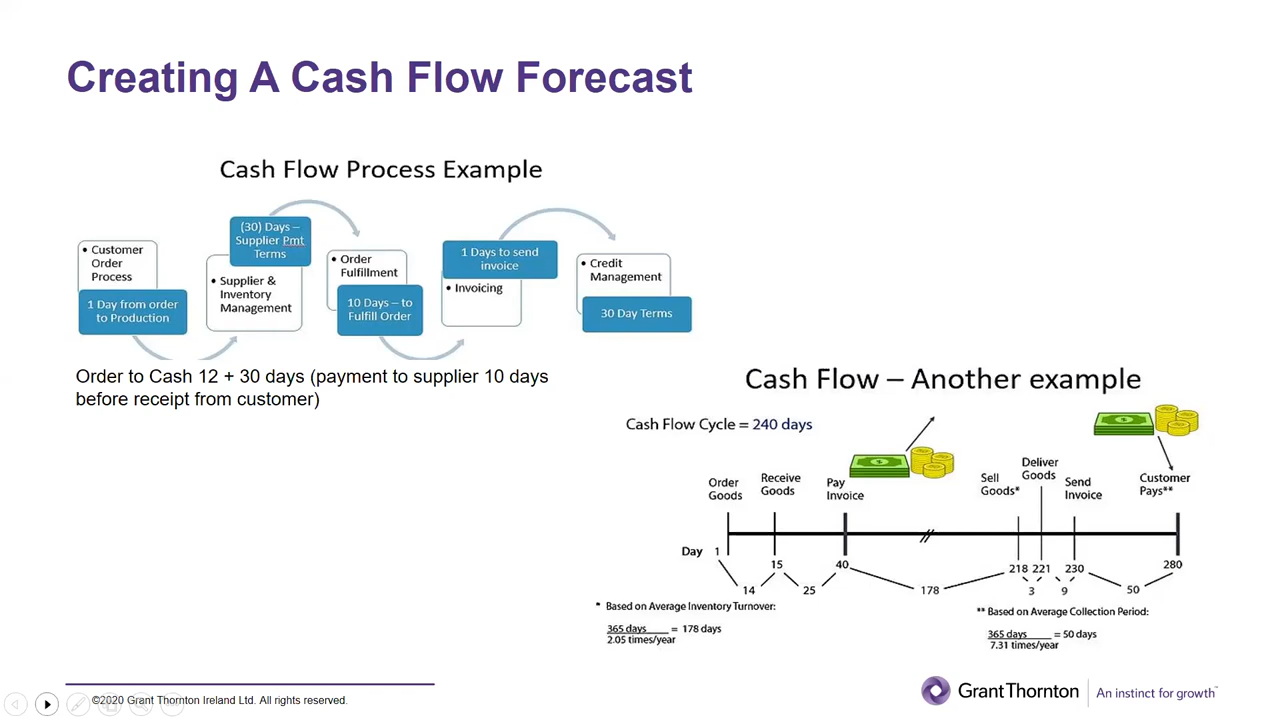 Creating A Cash Flow Forecast
Cash Flow Process Example
• Customer
Order
Process
1 Day from order
to Production
(30) Days –
Supplier Pmt
Terms
• Supplier &
Inventory
Management
• Order
Fulfillment
10 Days – to
Fulfill Order
1 Days to send
invoice
• Invoicing
• Credit
Management
30 Day Terms
Order to Cash 12 + 30 days (payment to supplier 10 days
before receipt from customer)
Cash Flow – Another example
Cash Flow Cycle = 240 days
Order
Goods
Receive
Goods
Pay
Invoice
Sell
Goods*
Deliver
Goods
Send
Invoice
Customer
Pays**
Day 1 15 40 218 221 230 280
14 25 178 3 9 50
* Based on Average Inventory Turnover:
365 days = 178 days
2.05 times/year
** Based on Average Collection Period:
365 days = 50 days
7.31 times/year
©2020 Grant Thornton Ireland Ltd. All rights reserved.
Grant Thornton An instinct for growth™